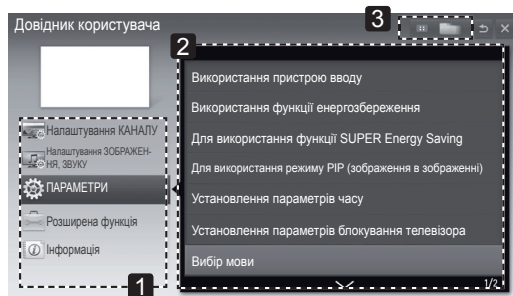 Довідник користувача
3
2
Налаштування КАНАЛУ
Налаштування ЗОБРАЖЕН-
НЯ, ЗВУКУ
ПАРАМЕТРИ
Розширена функція
Інформація
1
Використання пристрою вводу
Використання функції енергозбереження
Для використання функції SUPER Energy Saving
Для використання режиму PIP (зображення в зображенні)
Установлення параметрів часу
Установлення параметрів блокування телевізора
Вибір мови
1/2